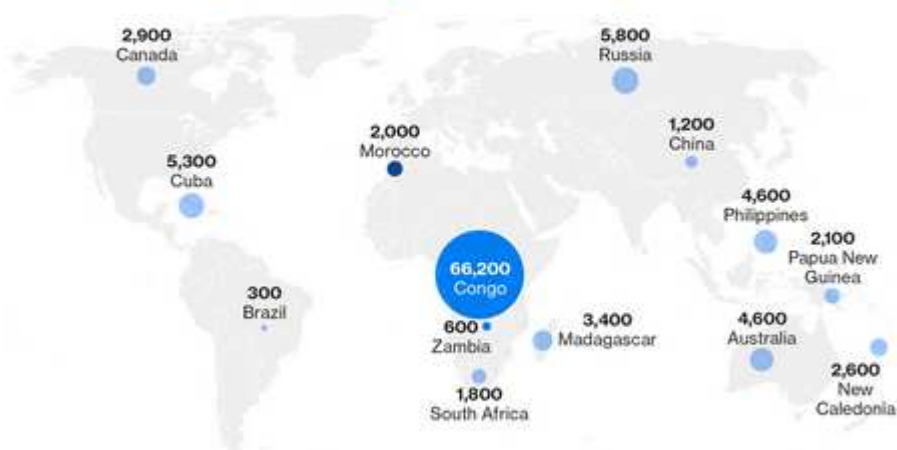 2,900
Canada
5,800
Russia
2,000
Morocco
1,200
China
5,300
Cuba
4,600
Philippines
2,100
Papua New
Guinea
66,200
Congo
300
Brazil
600
Zambia
3,400
Madagascar
4,600
Australia
2,600
New
Caledonia
1,800
South Africa